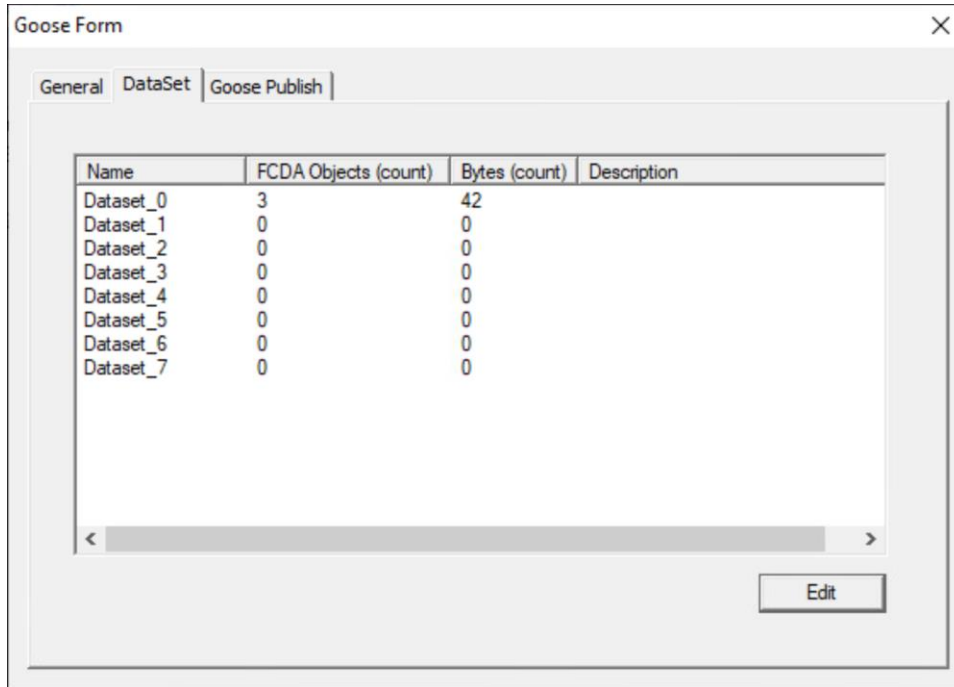 Goose Form
General DataSet Goose Publish
Name FCDA Objects (count) Bytes (count) Description
Dataset_0 3 42
Dataset_1 0 0
Dataset_2 0 0
Dataset_3 0 0
Dataset_4 0 0
Dataset_5 0 0
Dataset_6 0 0
Dataset_7 0 0
Edit